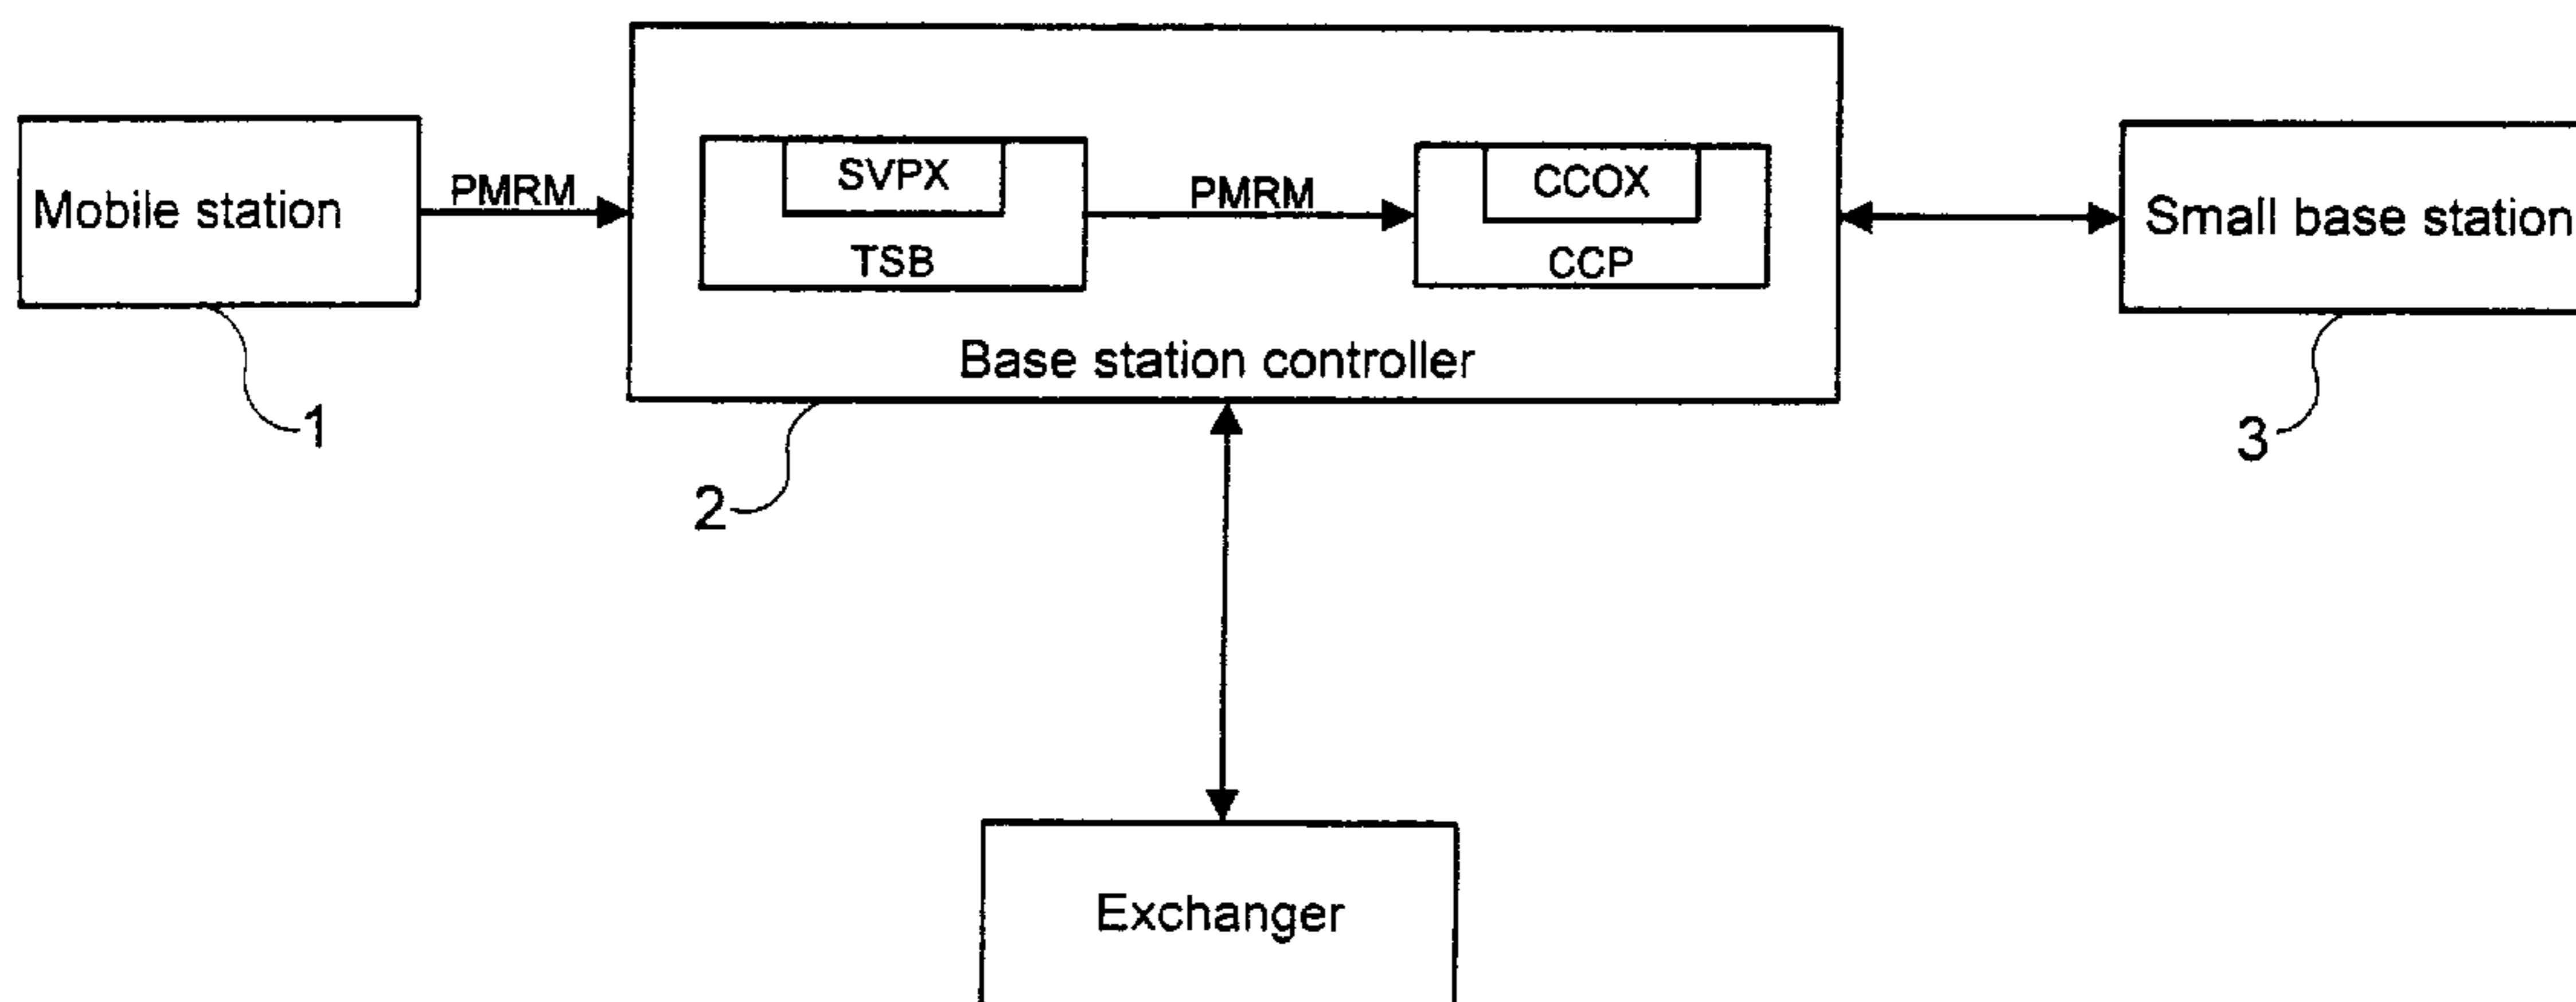 Mobile station
PMRM
SVPX
TSB
PMRM
CCOX
CCP
Base station controller
Small base station
1
2
3
Exchanger